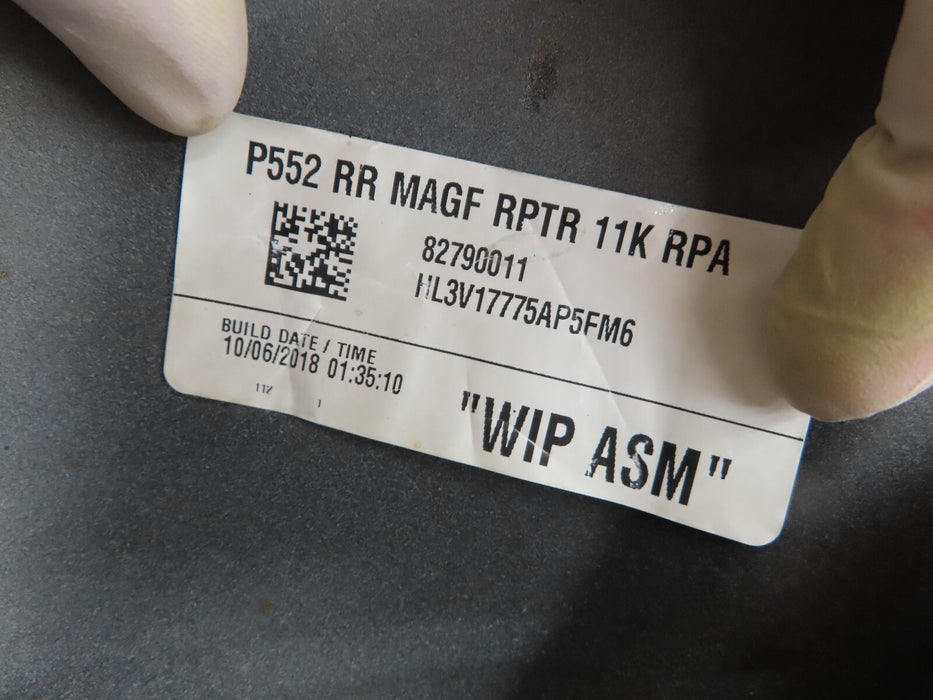 P552 RR MAGF RPTR 11K RPA
82790011
HL3V17775AP5FM6
BUILD DATE / TIME
10/06/2018 01:35:10
112 1
"WIP ASM"